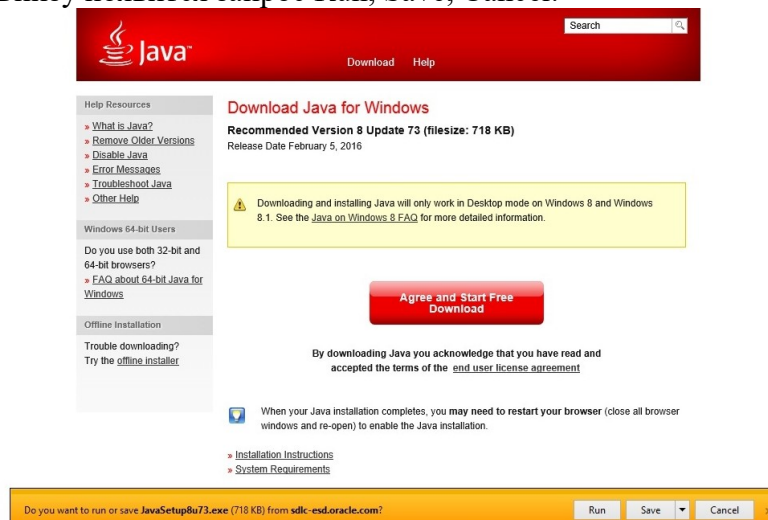 запрос Run, Save, Cancel.
Search
Java™
Download Help
Help Resources
» What is Java?
» Remove Older Versions
» Disable Java
» Error Messages
» Troubleshoot Java
» Other Help
Windows 64-bit Users
Do you use both 32-bit and
64-bit browsers?
» FAQ about 64-bit Java for
Windows
Offline Installation
Trouble downloading?
Try the offline installer
Download Java for Windows
Recommended Version 8 Update 73 (filesize: 718 KB)
Release Date February 5, 2016
Downloading and installing Java will only work in Desktop mode on Windows 8 and Windows
8.1. See the Java on Windows 8 FAQ for more detailed information.
Agree and Start Free
Download
By downloading Java you acknowledge that you have read and
accepted the terms of the end user license agreement
When your Java installation completes, you may need to restart your browser (close all browser
windows and re-open) to enable the Java installation.
» Installation Instructions
» System Requirements
Do you want to run or save JavaSetup8u73.exe (718 KB) from sdlc-esd.oracle.com?
Run Save Cancel